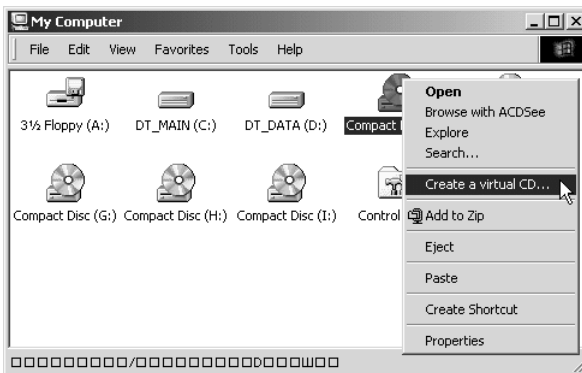 My Computer
File Edit View Favorites Tools Help
3½ Floppy (A:) DT_MAIN (C:) DT_DATA (D:) Compact
Compact Disc (G:) Compact Disc (H:) Compact Disc (I:) Control
Open
Browse with ACDSee
Explore
Search...
Create a virtual CD...
Add to Zip
Eject
Paste
Create Shortcut
Properties